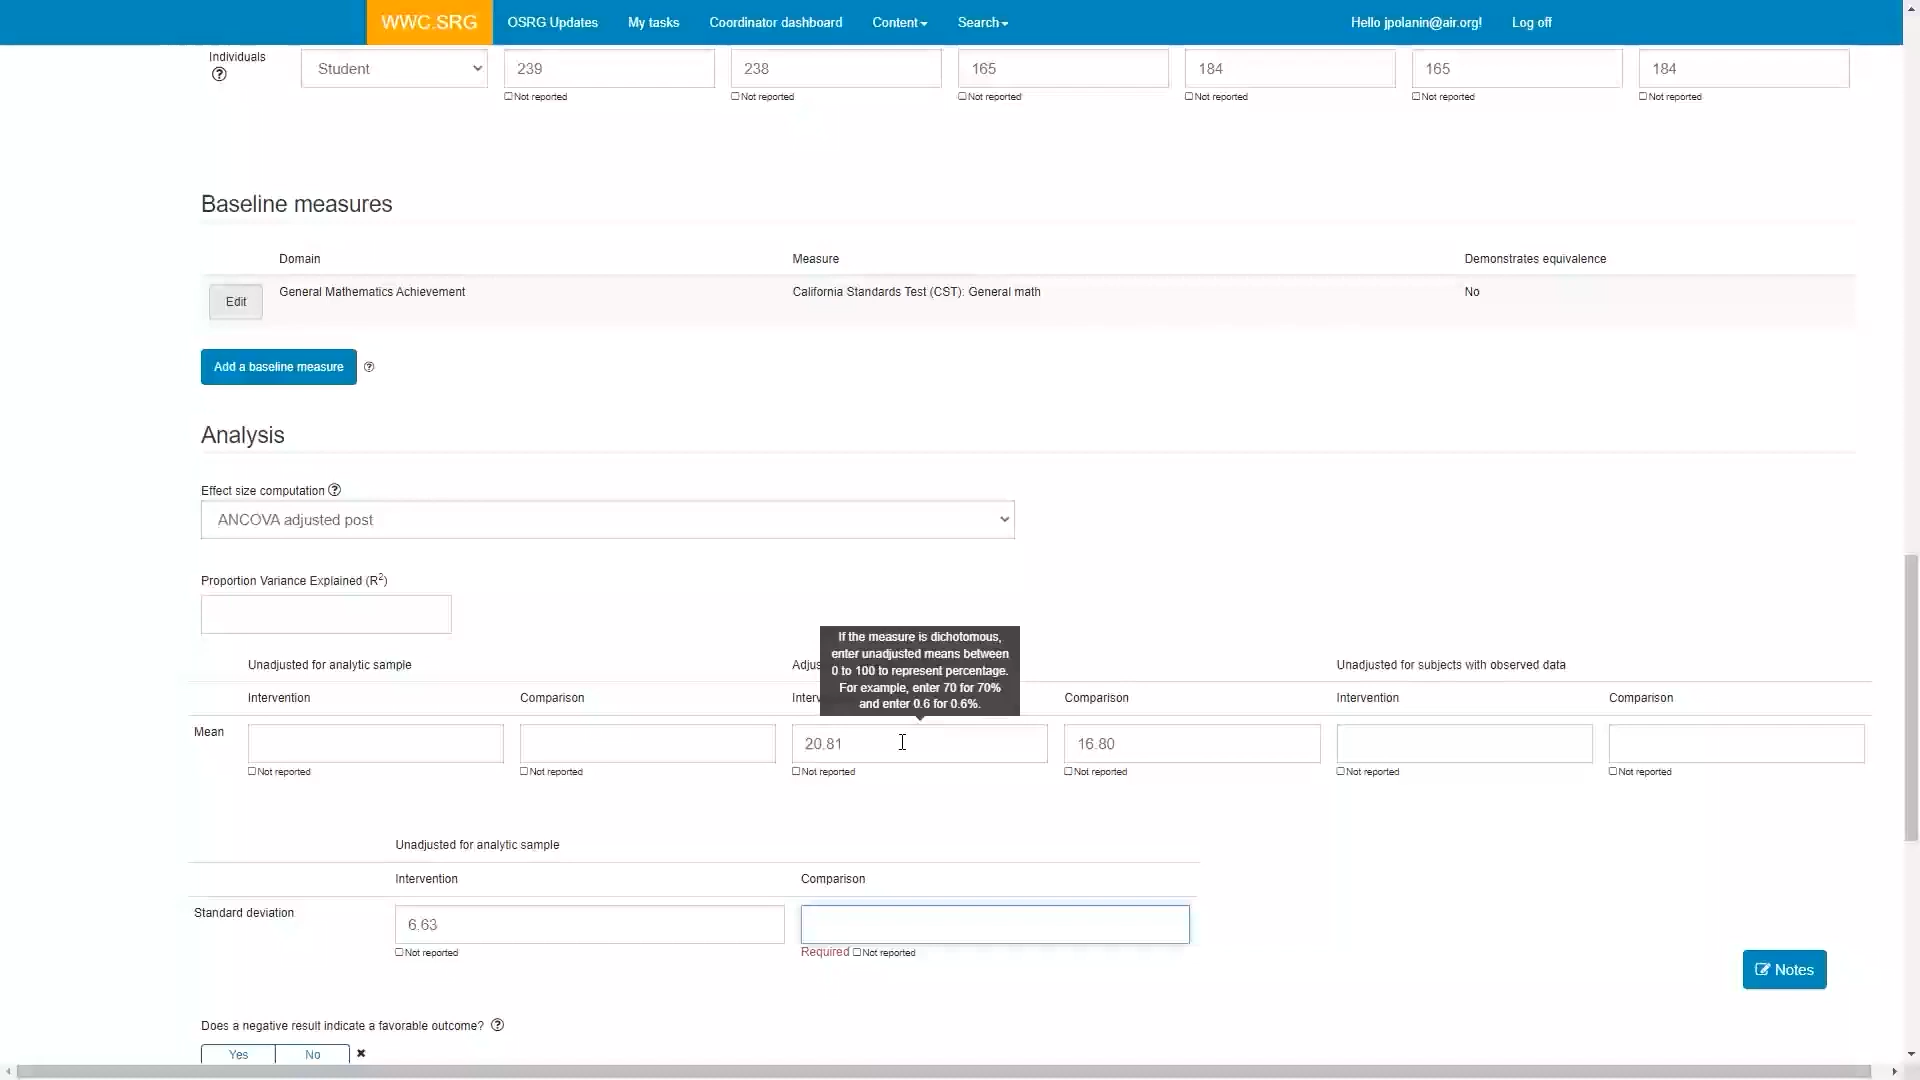 WWC.SRG OSRG Updates My tasks Coordinator dashboard Content Search Hello jpolanin@air.org! Log off
Individuals Student 239 238 165 184 165 184
Not reported Not reported Not reported Not reported Not reported Not reported
Baseline measures
Domain Measure Demonstrates equivalence
Edit General Mathematics Achievement California Standards Test (CST): General math No
Add a baseline measure
Analysis
Effect size computation
ANCOVA adjusted post
Proportion Variance Explained (R²)
If the measure is dichotomous,
enter unadjusted means between
0 to 100 to represent percentage.
For example, enter 70 for 70%
and enter 0.6 for 0.6%.
Unadjusted for analytic sample Unadjusted for subjects with observed data
Intervention Comparison Comparison Intervention Comparison
Mean 20.81 16.80
Not reported Not reported Not reported Not reported Not reported Not reported
Unadjusted for analytic sample
Intervention Comparison
Standard deviation 6.63
Not reported Required Not reported
Notes
Does a negative result indicate a favorable outcome?
Yes No